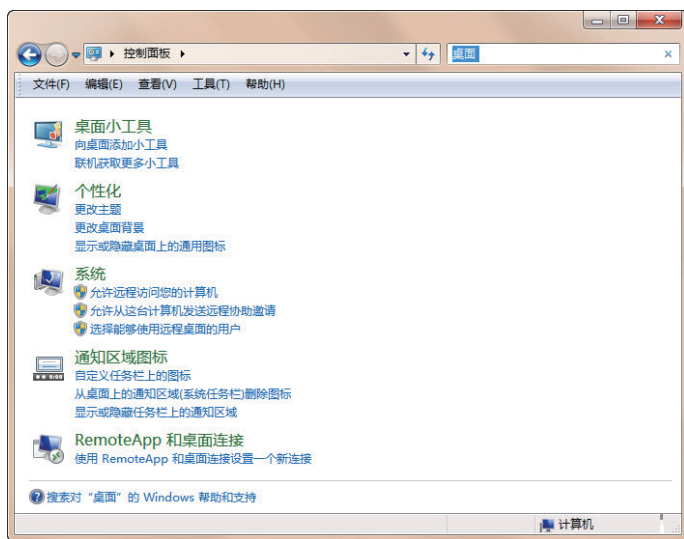 控制面板
桌面
文件(F) 编辑(E) 查看(V) 工具(T) 帮助(H)
桌面小工具
向桌面添加小工具
联机获取更多小工具
个性化
更改主题
更改桌面背景
显示或隐藏桌面上的通用图标
系统
允许远程访问您的计算机
允许从这台计算机发送远程协助邀请
选择能够使用远程桌面的用户
通知区域图标
自定义任务栏上的图标
从桌面上的通知区域(系统任务栏)删除图标
显示或隐藏任务栏上的通知区域
RemoteApp 和桌面连接
使用 RemoteApp 和桌面连接设置一个新连接
搜索对“桌面”的 Windows 帮助和支持
计算机